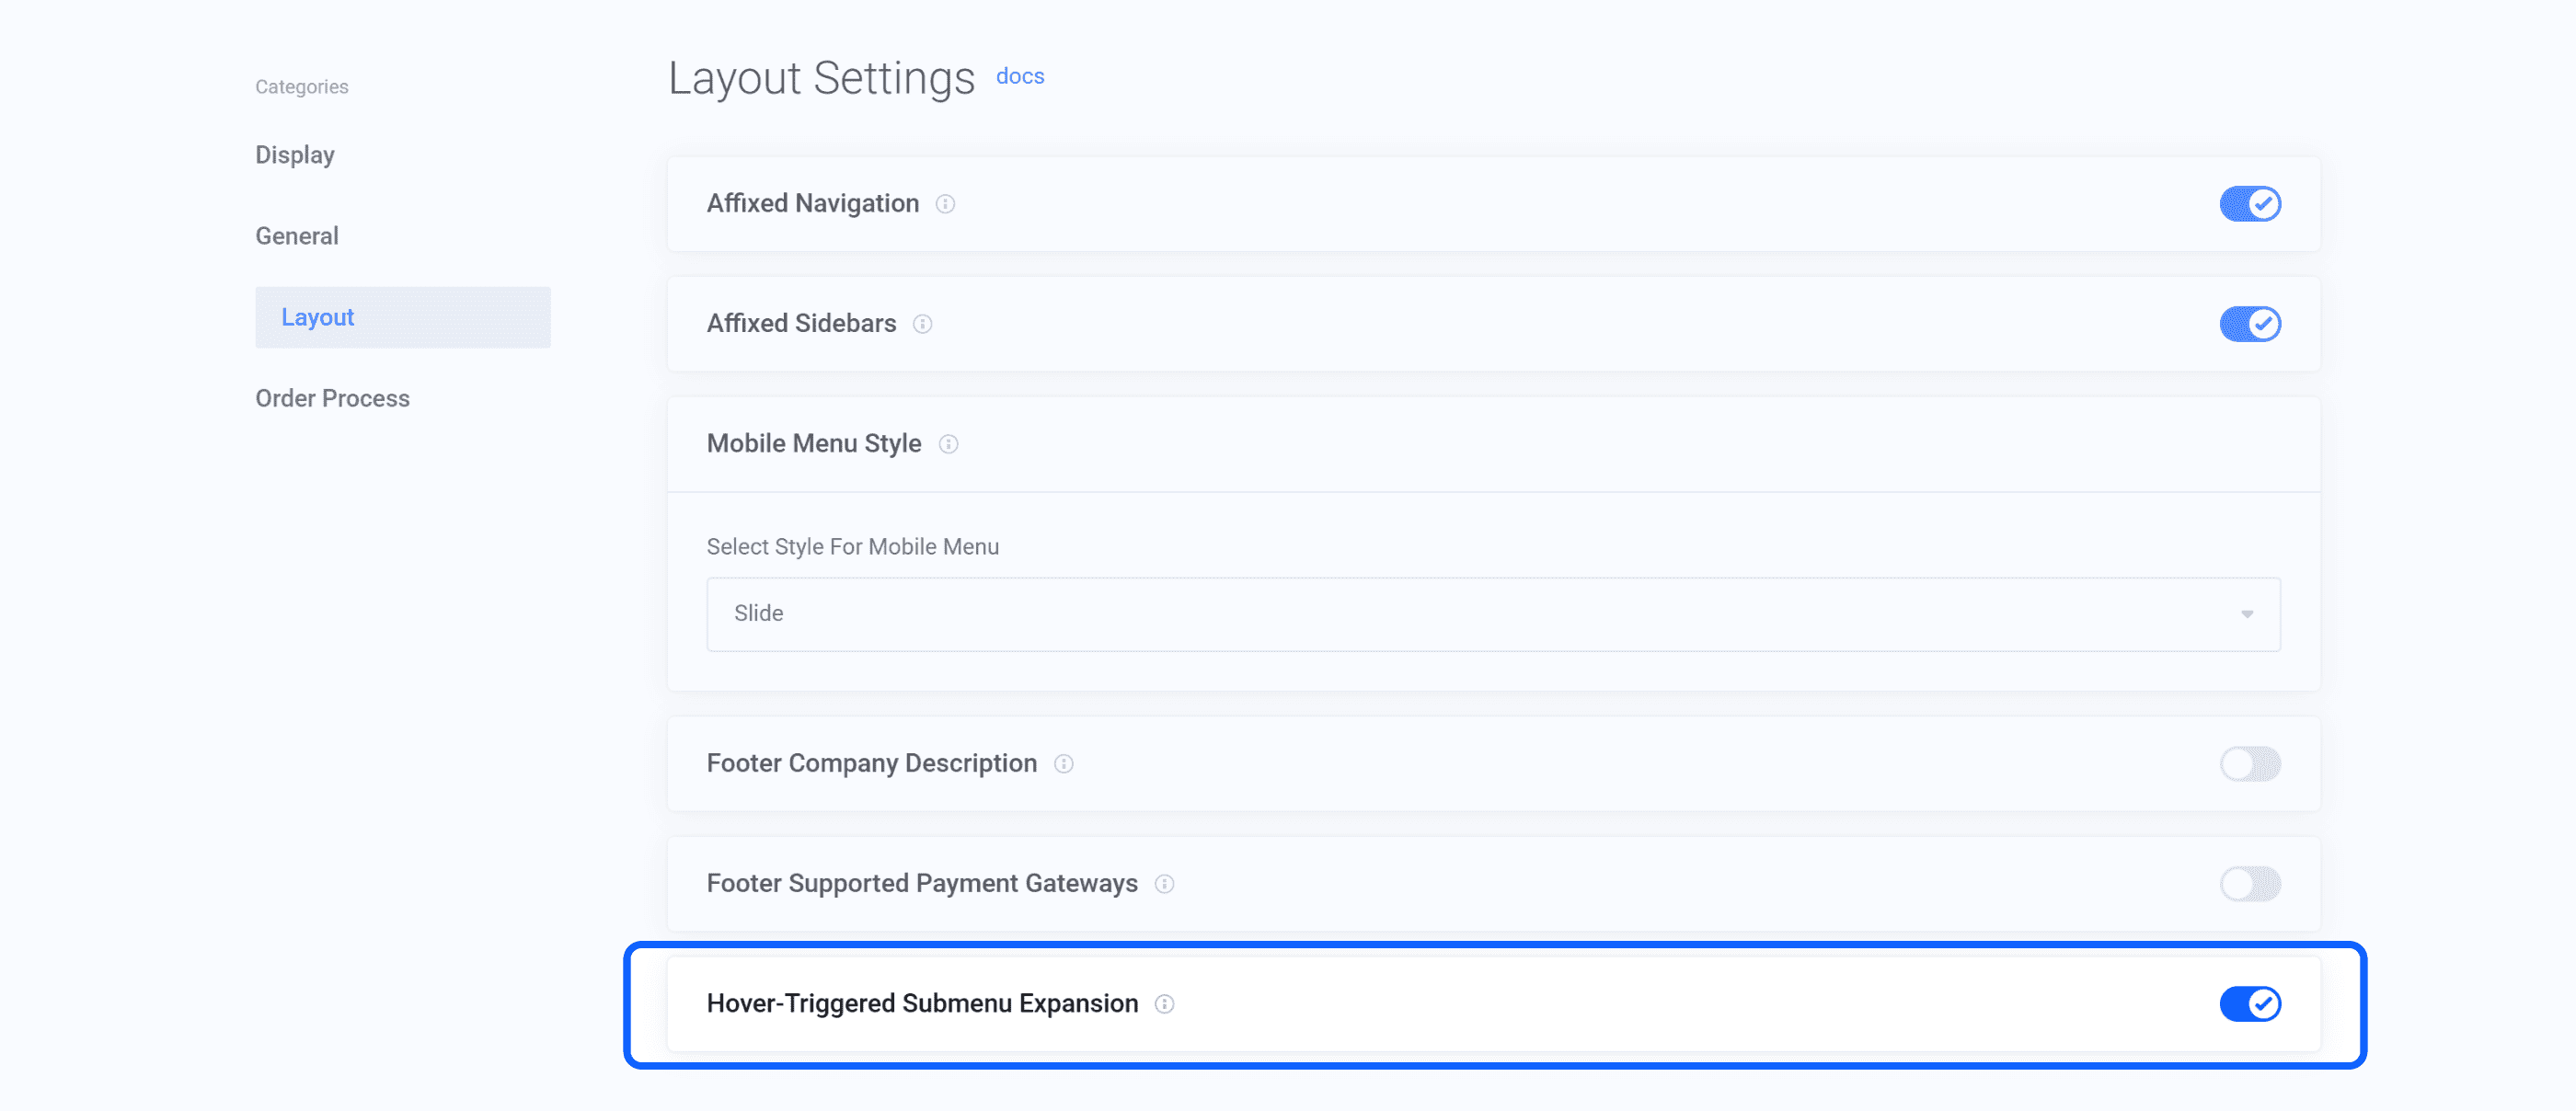 Categories
Display
General
Layout
Order Process
Layout Settings docs
Affixed Navigation
Affixed Sidebars
Mobile Menu Style
Select Style For Mobile Menu
Slide
Footer Company Description
Footer Supported Payment Gateways
Hover-Triggered Submenu Expansion